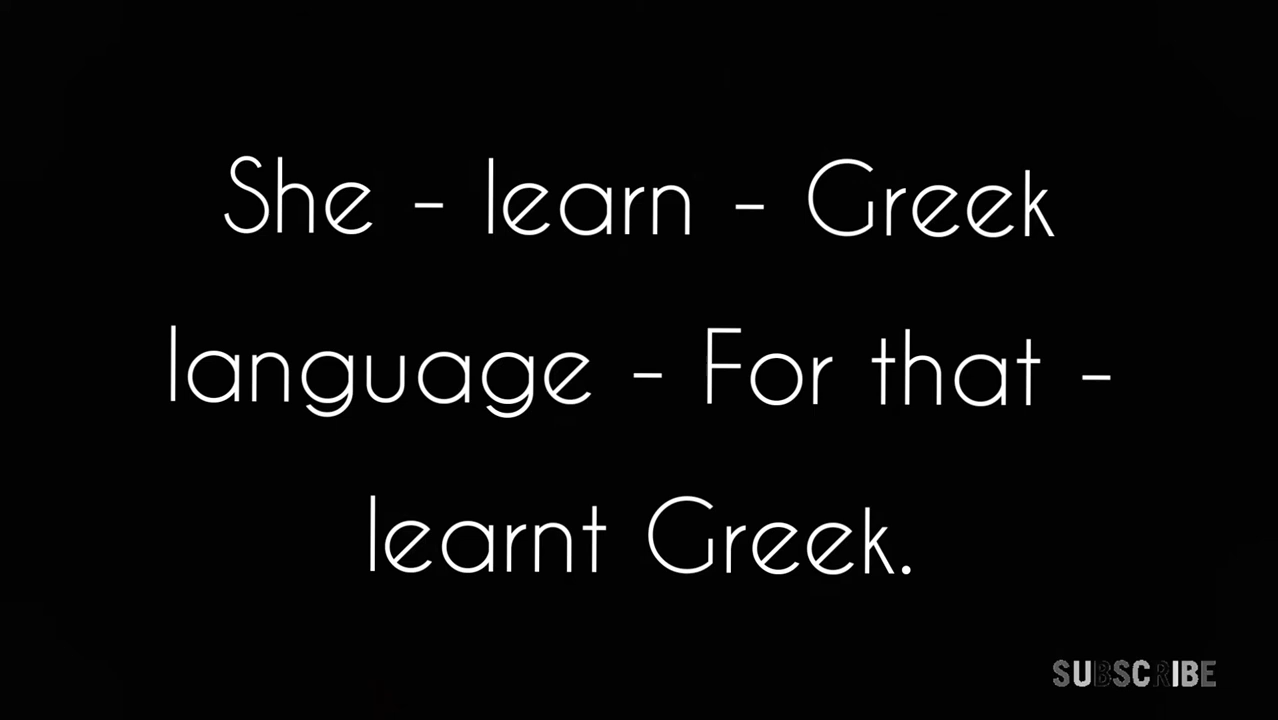 She - learn - Greek
language - For that -
learnt Greek.
SUBSCRIBE